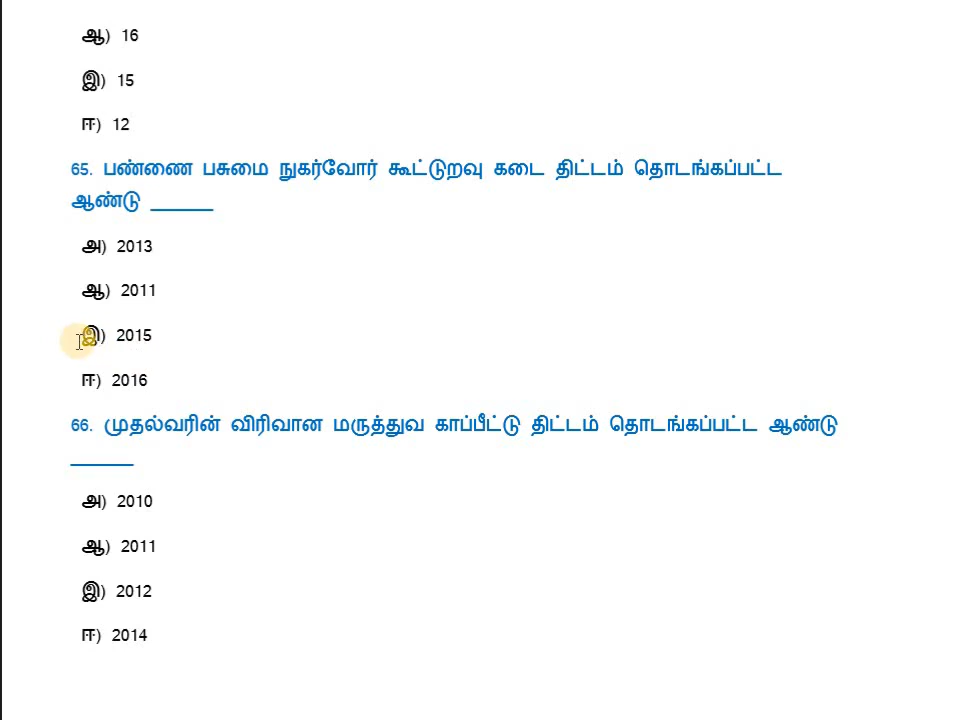 ஆ) 16
இ) 15
ஈ) 12
65. பண்ணை பசுமை நுகர்வோர் கூட்டுறவு கடை திட்டம் தொடங்கப்பட்ட
ஆண்டு ______
அ) 2013
ஆ) 2011
இ) 2015
ஈ) 2016
66. முதல்வரின் விரிவான மருத்துவ காப்பீட்டு திட்டம் தொடங்கப்பட்ட ஆண்டு
______
அ) 2010
ஆ) 2011
இ) 2012
ஈ) 2014